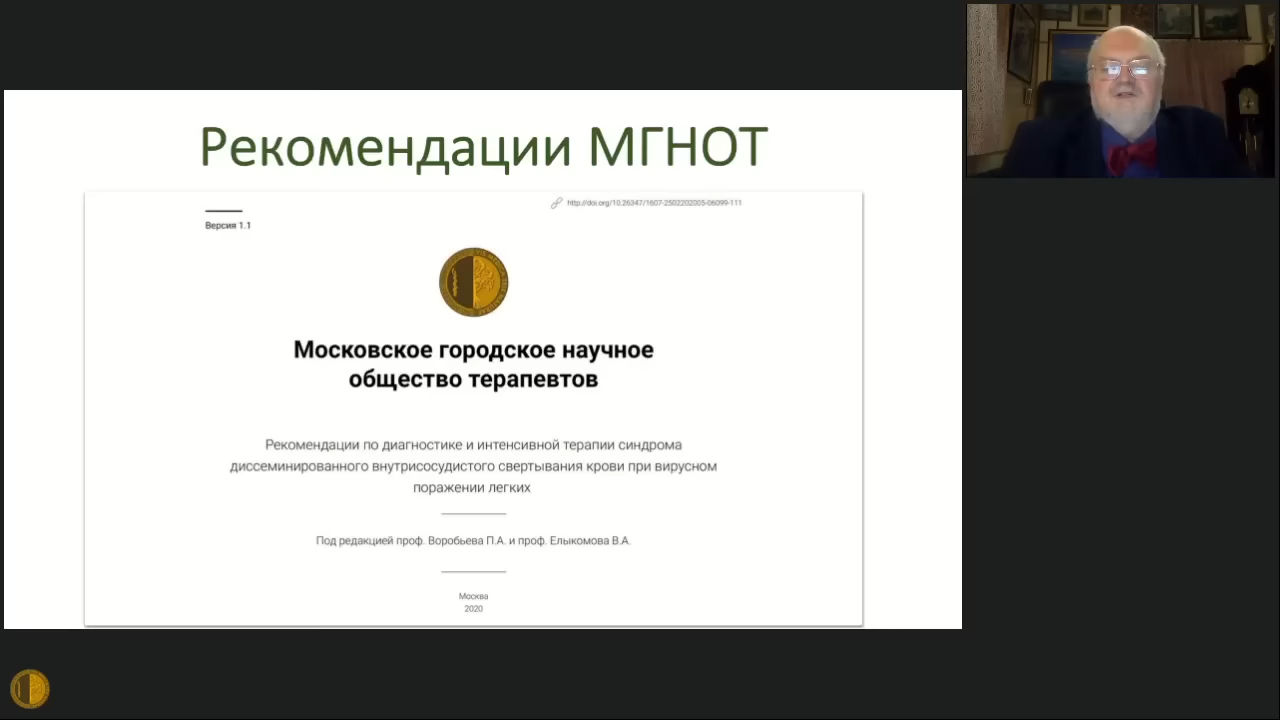 Рекомендации МГНОТ
http://doi.org/10.26347/1607-2502202005-06099-111
Версия 1.1
Московское городское научное
общество терапевтов
Рекомендации по диагностике и интенсивной терапии синдрома
диссеминированного внутрисосудистого свертывания крови при вирусном
поражении легких
Под редакцией проф. Воробьева П.А. и проф. Елыкомова В.А.
Москва
2020